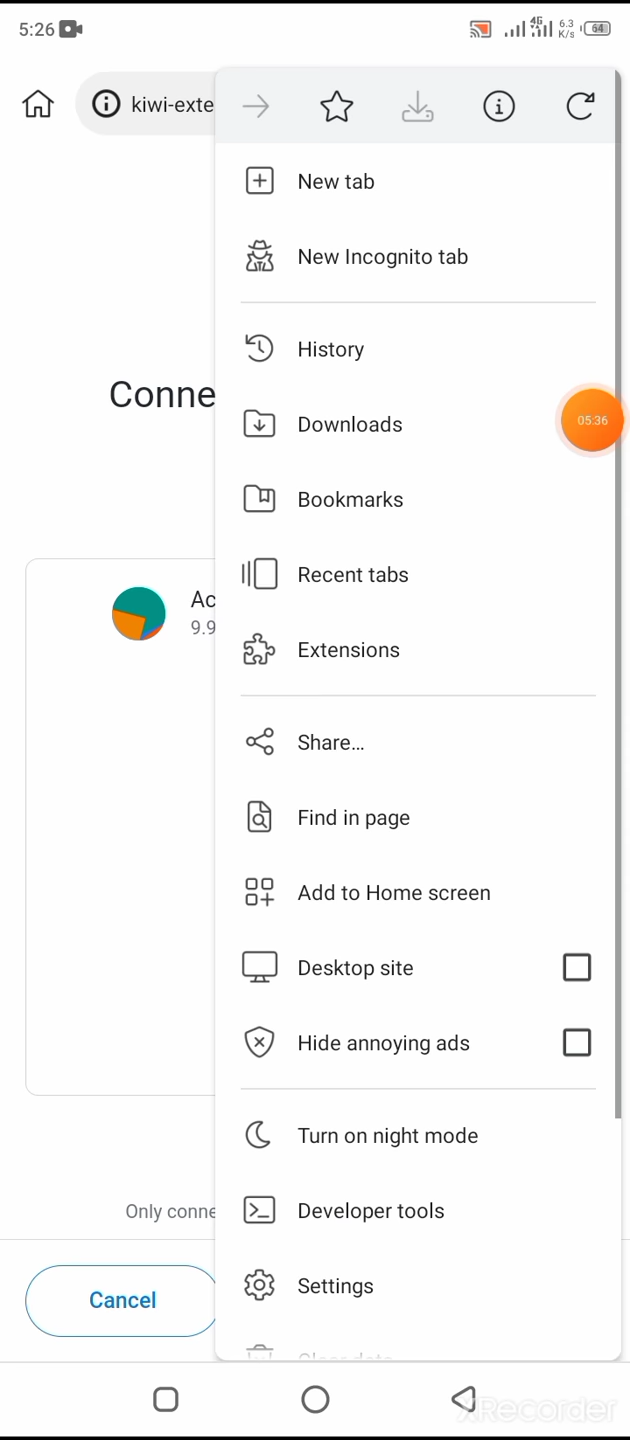 5:26
4G
6.3
K/s
64
kiwi-exte
New tab
New Incognito tab
History
Conne
Downloads
05:36
Bookmarks
Recent tabs
Ac
9.9
Extensions
Share...
Find in page
Add to Home screen
Desktop site
Hide annoying ads
Turn on night mode
Only conne
Developer tools
Cancel
Settings
Clear data
XRecorder